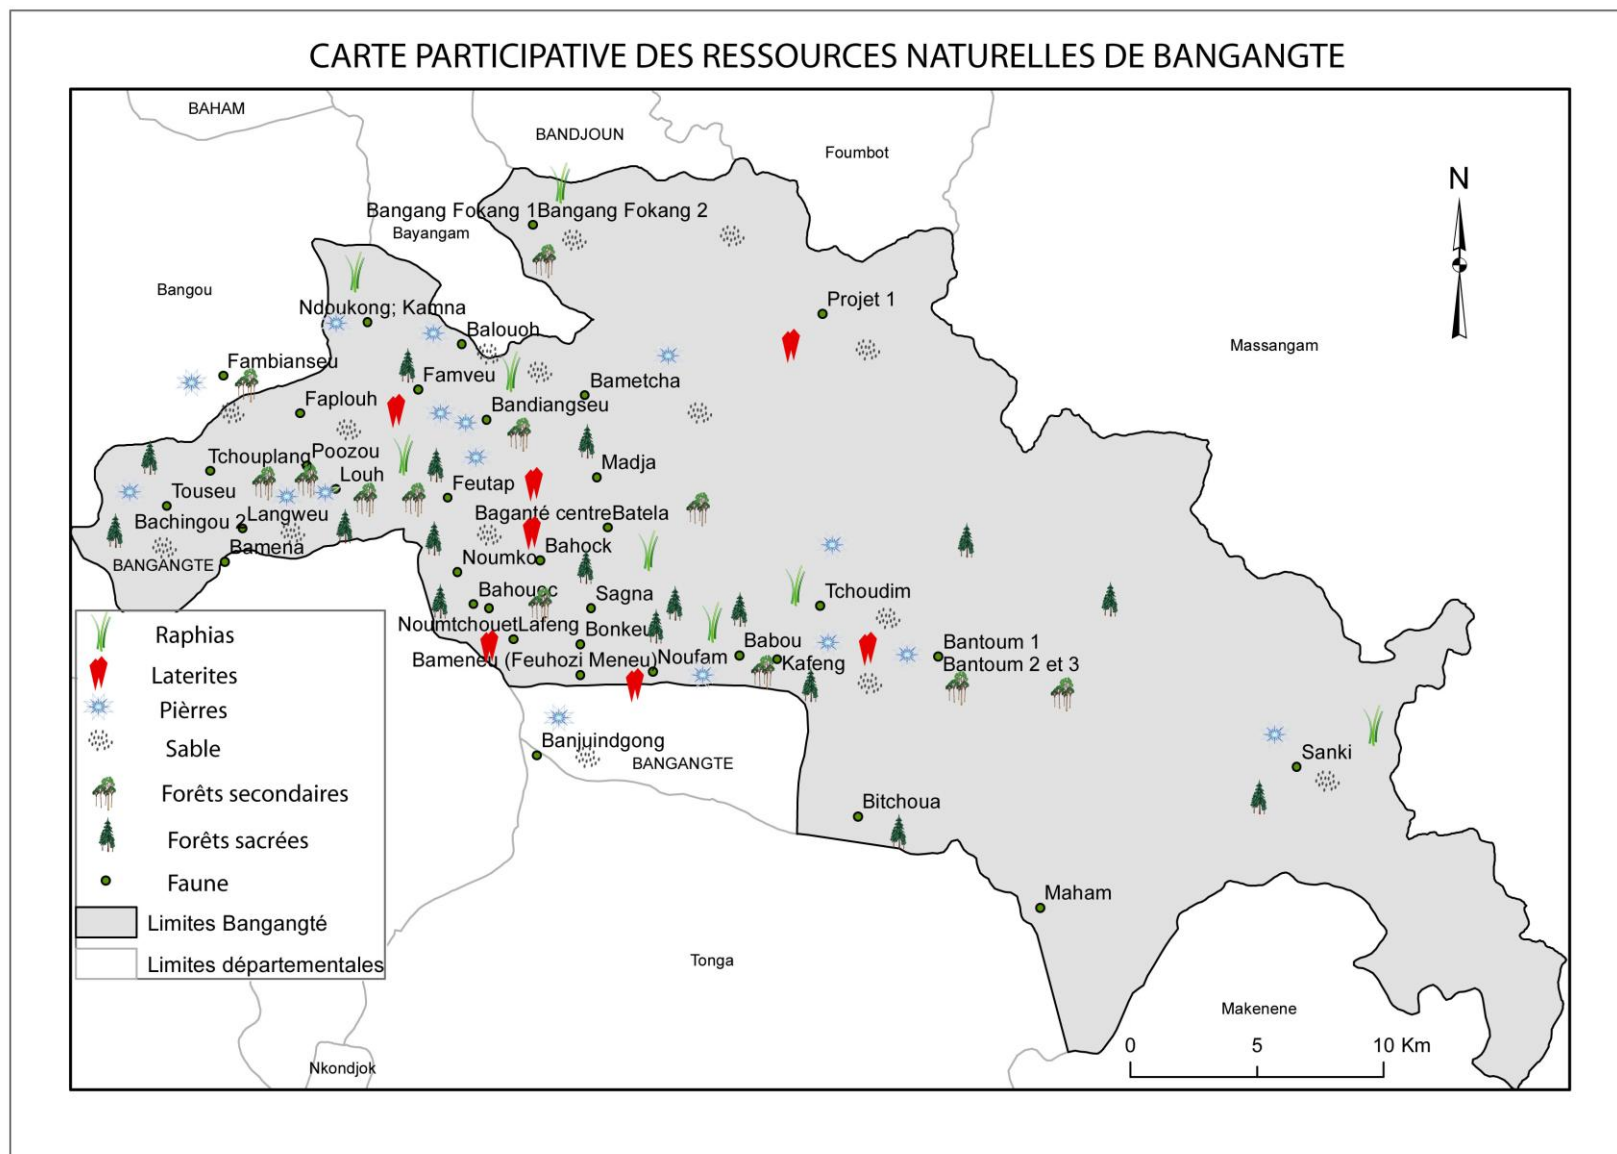 CARTE PARTICIPATIVE DES RESSOURCES NATURELLES DE BANGANGTE
BAHAM
BANDJOUN
Foumbot
N
Bangang Fokang 1
Bangang Fokang 2
Bayangam
Bangou
Projet 1
Ndoukong; Kamna
Balouoh
Massangam
Fambianseu
Famveu
Bametcha
Faplouh
Bandiangseu
Tchouplang
Poozou
Madja
Louh
Feutap
Touseu
Bachingou 2
Langweu
Baganté centre
Batela
Bamena
Bahock
BANGANGTE
Noumko
Bahouoc
Sagna
Tchoudim
Noumtchouet
Lafeng
Bonkeu
Babou
Bantoum 1
Bameneu (Feuhozi Meneu)
Noufam
Kafeng
Bantoum 2 et 3
Banjuindgong
BANGANGTE
Sanki
Bitchoua
Maham
Tonga
Makenene
Nkondjok
Raphias
Laterites
Pièrres
Sable
Forêts secondaires
Forêts sacrées
Faune
Limites Bangangté
Limites départementales
0 5 10 Km